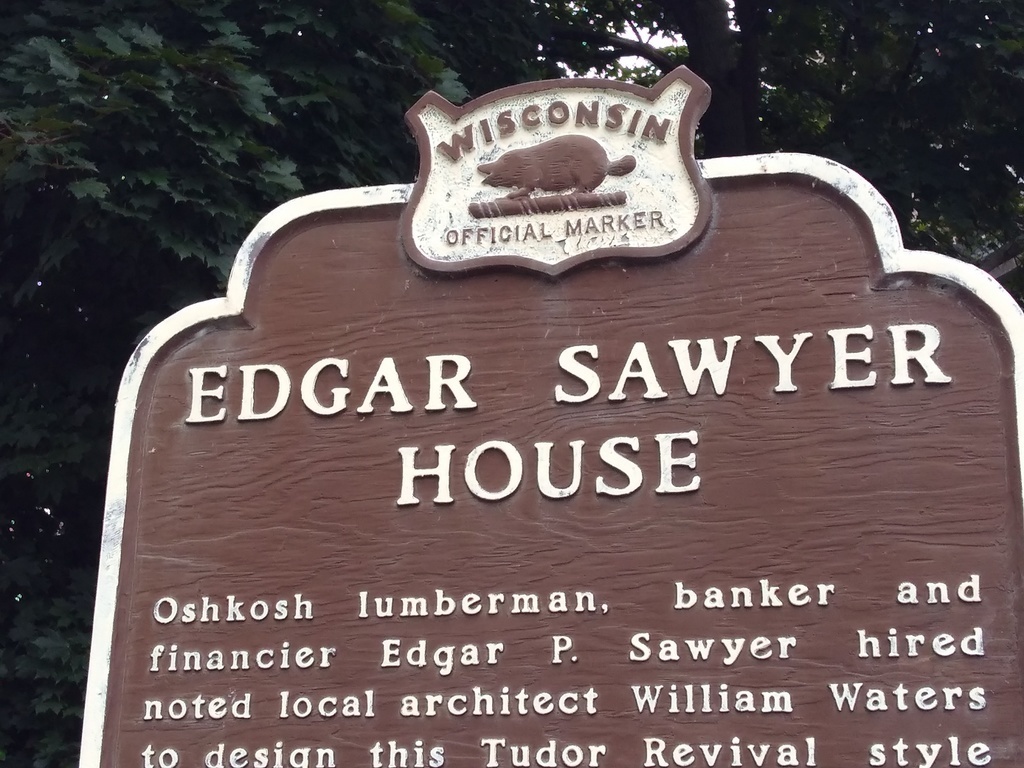 WISCONSIN
OFFICIAL MARKER
EDGAR SAWYER
HOUSE
Oshkosh lumberman, banker and
financier Edgar P. Sawyer hired
noted local architect William Waters
to design this Tudor Revival style